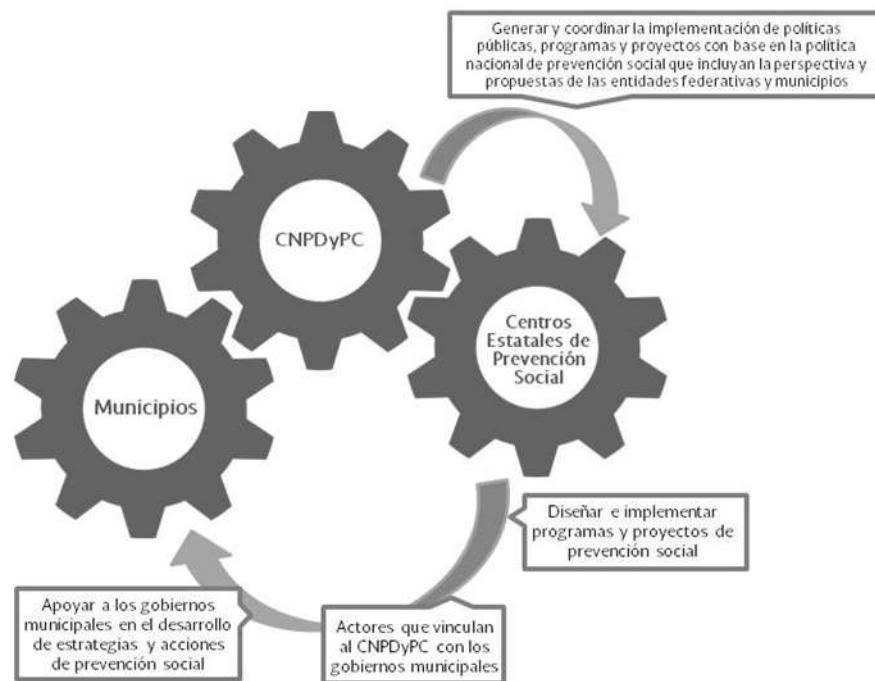 Generar y coordinar la implementación de políticas
públicas, programas y proyectos con base en la política
nacional de prevención social que incluyan la perspectiva y
propuestas de las entidades federativas y municipios
CNPDyPC
Centros
Estatales de
Prevención
Social
Municipios
Diseñar e implementar
programas y proyectos de
prevención social
Apoyar a los gobiernos
municipales en el desarrollo
de estrategias y acciones
de prevención social
Actores que vinculan
al CNPDyPC con los
gobiernos municipales